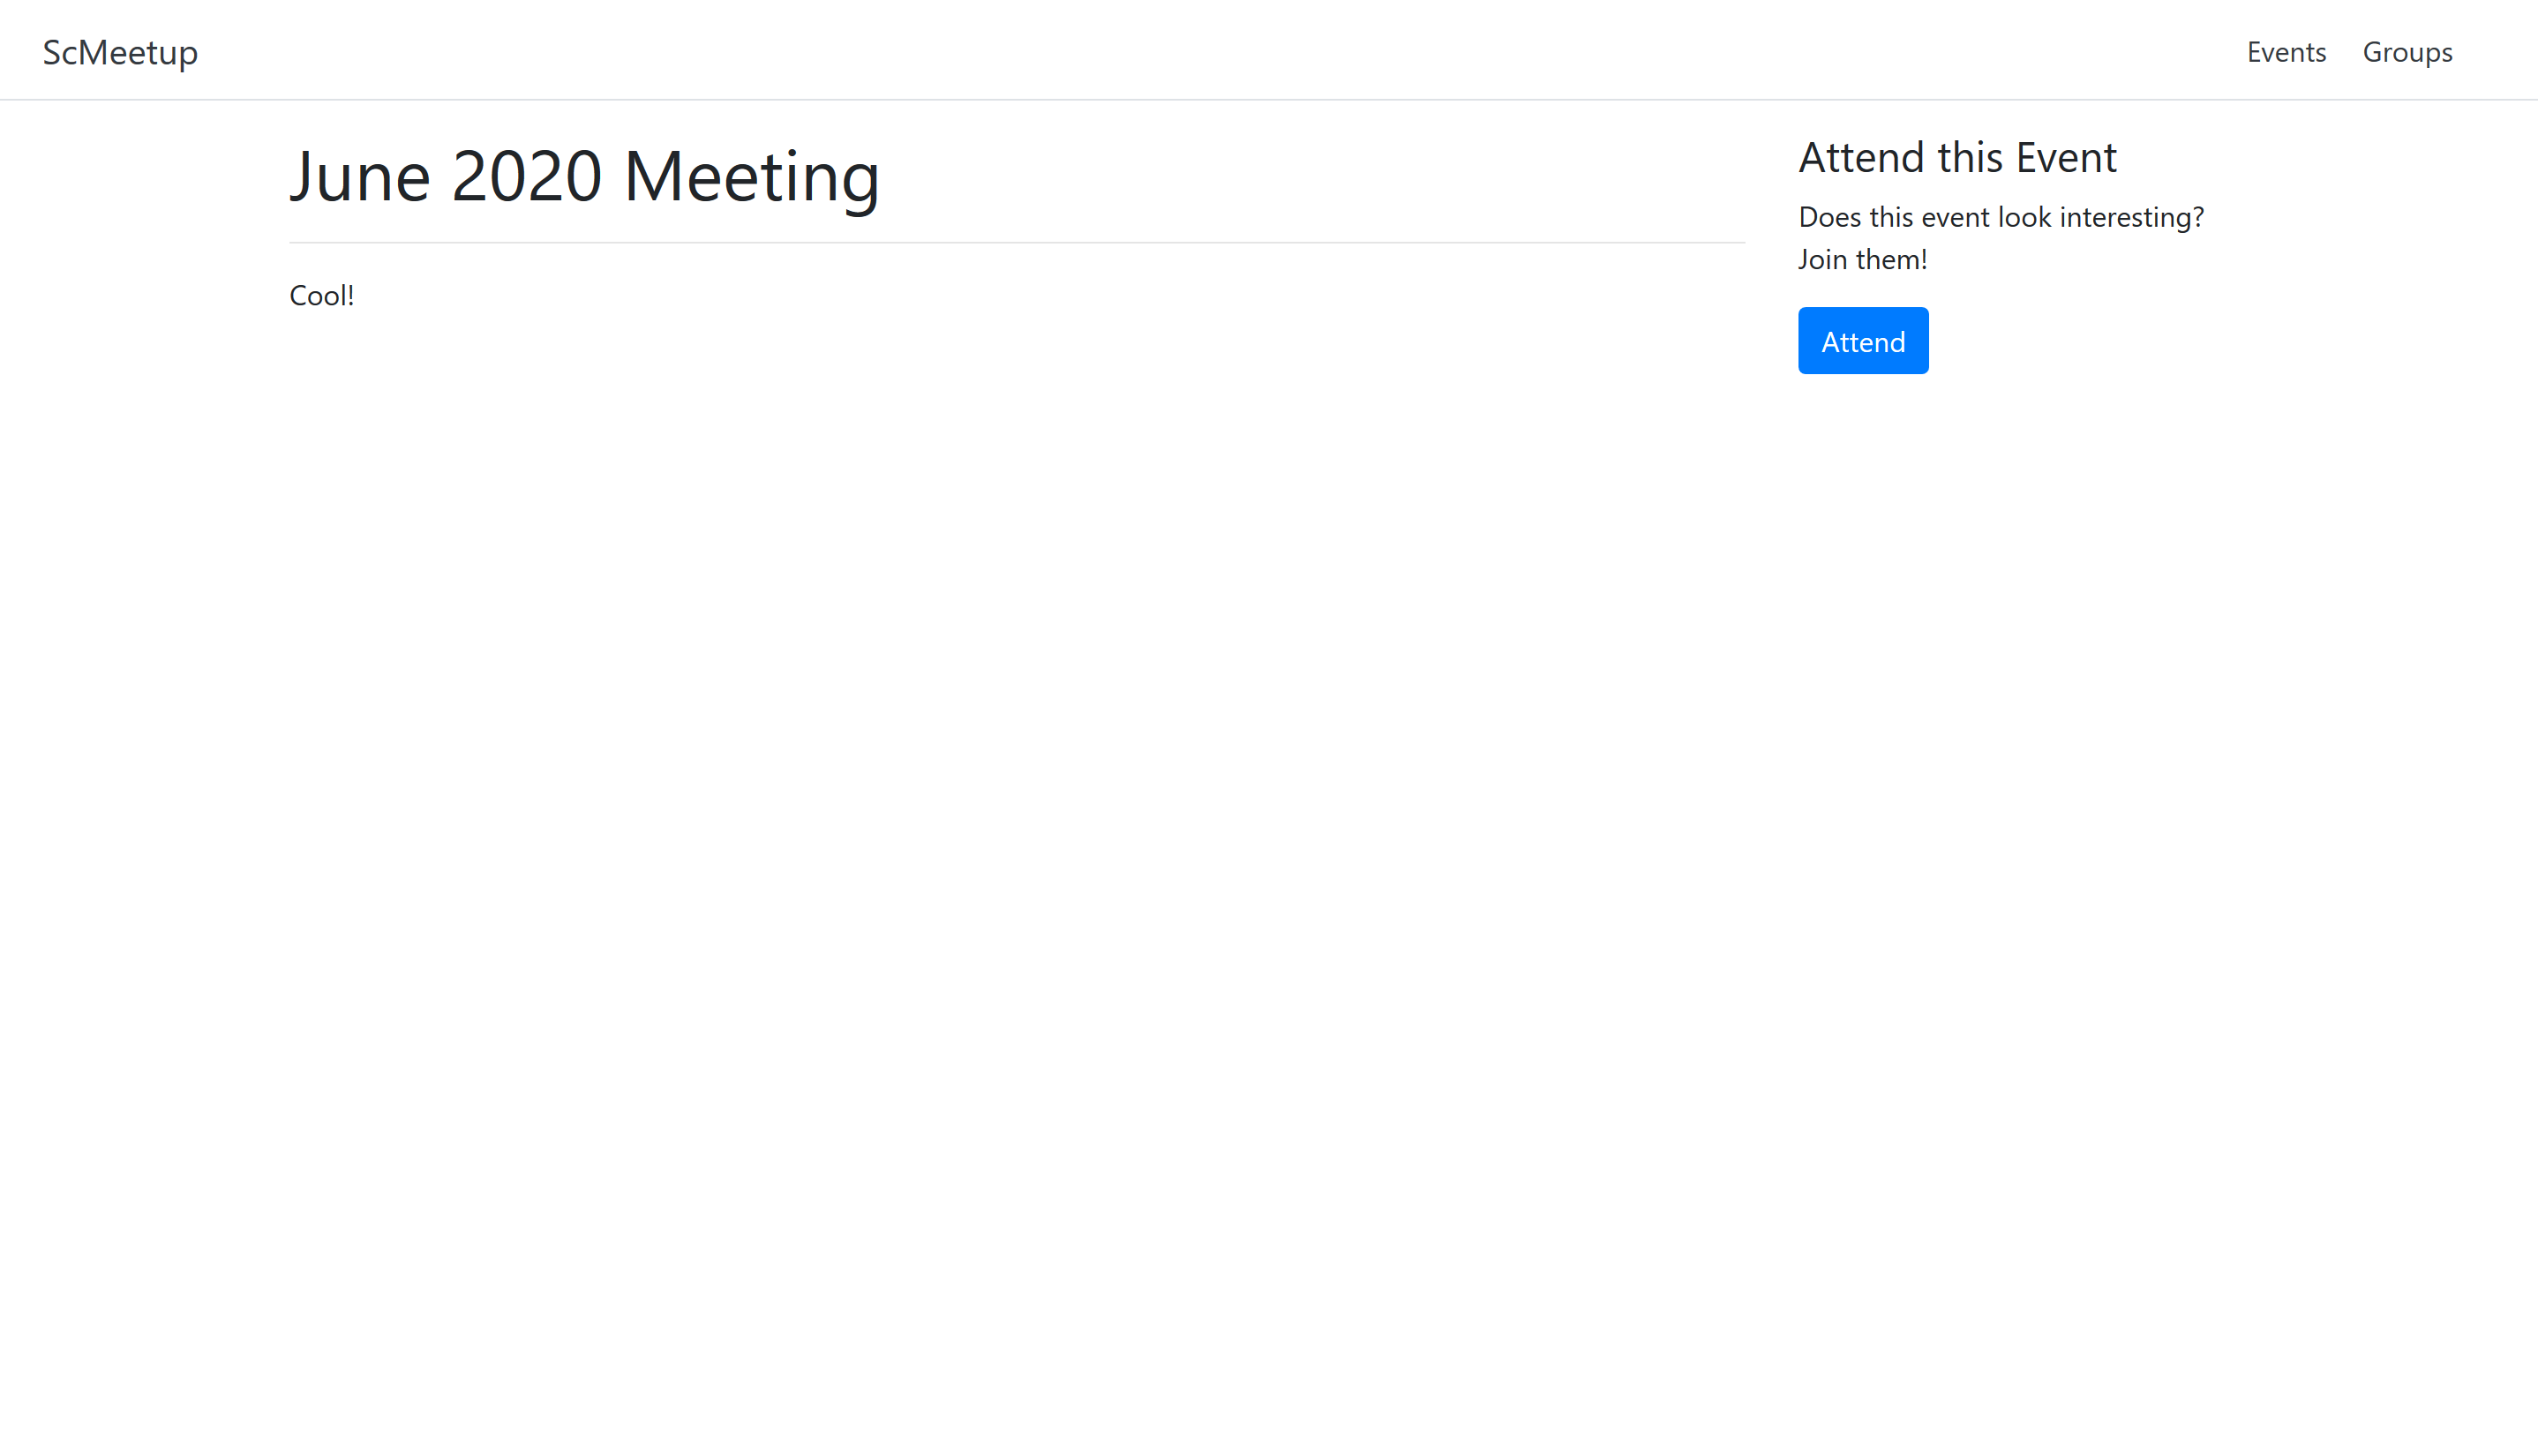 ScMeetup
Events
Groups
June 2020 Meeting
Cool!
Attend this Event
Does this event look interesting?
Join them!
Attend